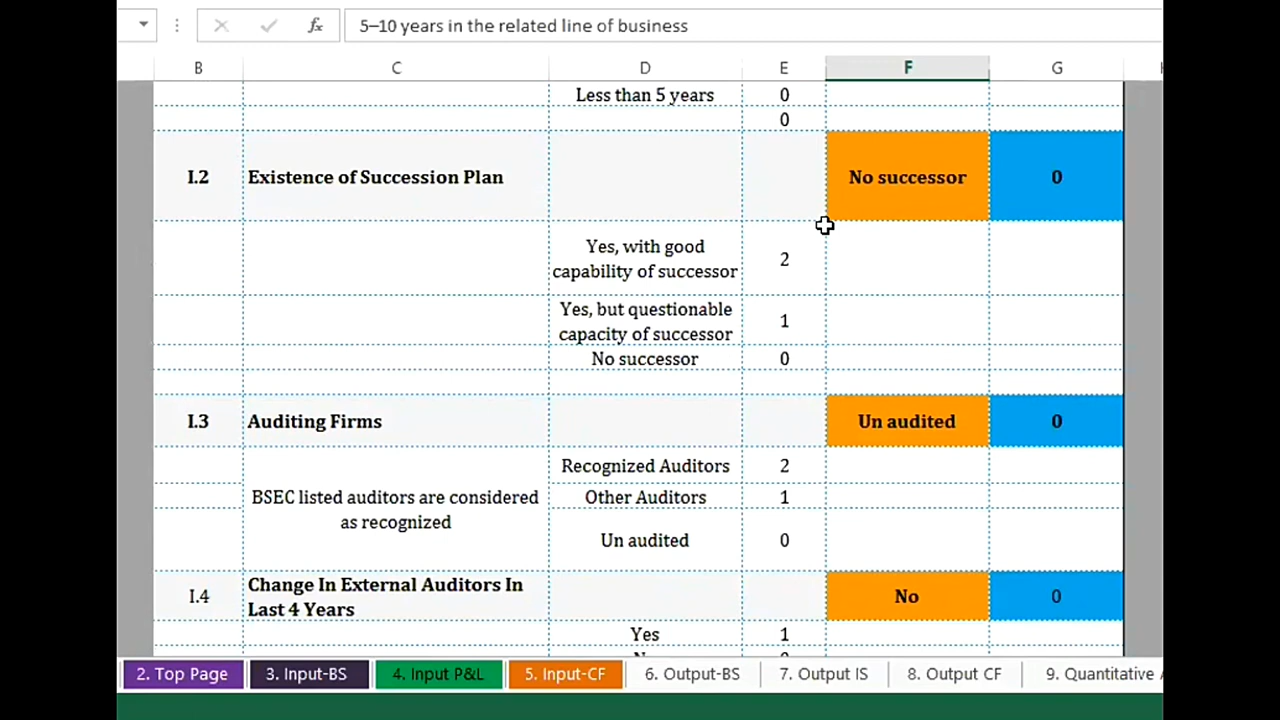 5–10 years in the related line of business
B C D E F G
Less than 5 years 0
0
I.2 Existence of Succession Plan No successor 0
Yes, with good
capability of successor 2
Yes, but questionable
capacity of successor 1
No successor 0
I.3 Auditing Firms Un audited 0
Recognized Auditors 2
BSEC listed auditors are considered
as recognized
Other Auditors 1
Un audited 0
I.4 Change In External Auditors In
Last 4 Years No 0
Yes 1
2. Top Page 3. Input-BS 4. Input P&L 5. Input-CF 6. Output-BS 7. Output IS 8. Output CF 9. Quantitative